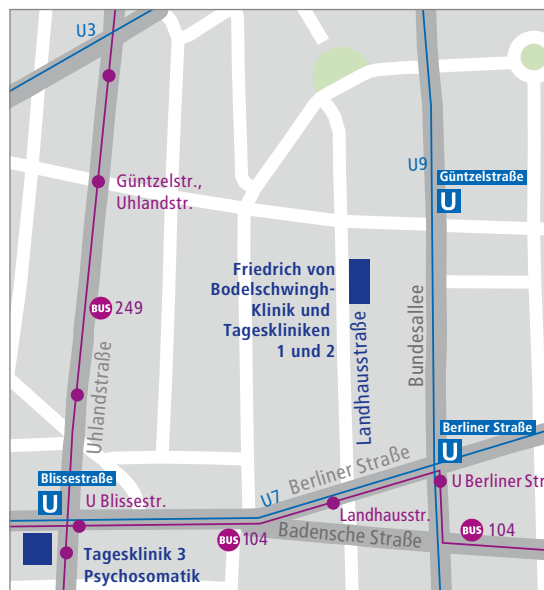 U3
U9
Güntzelstraße
U
Güntzelstr.,
Uhlandstr.
Friedrich von
Bodelschwingh-
Klinik und
Tageskliniken
1 und 2
BUS 249
Uhlandstraße
Landhausstraße
Bundesallee
Berliner Straße
U
Berliner Straße
U Berliner Str
Blissestraße
U
U Blissestr.
U7
Landhausstr.
BUS 104
Badensche Straße
BUS 104
Tagesklinik 3
Psychosomatik